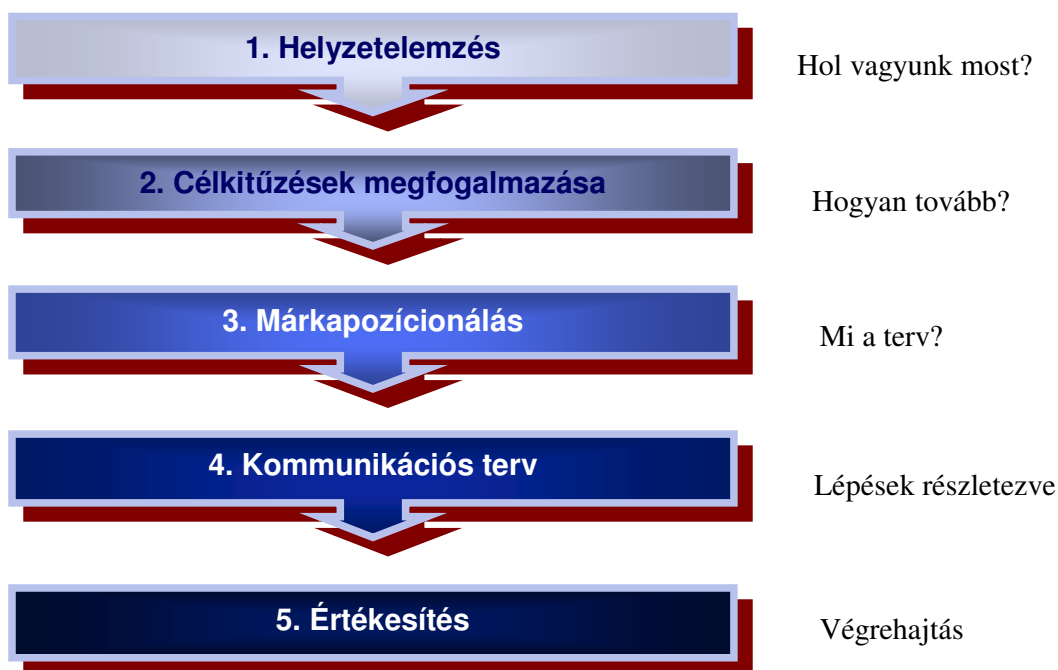 1. Helyzetelemzés
Hol vagyunk most?
2. Célkitűzések megfogalmazása
Hogyan tovább?
3. Márkapozícionálás
Mi a terv?
4. Kommunikációs terv
Lépések részletezve
5. Értékesítés
Végrehajtás